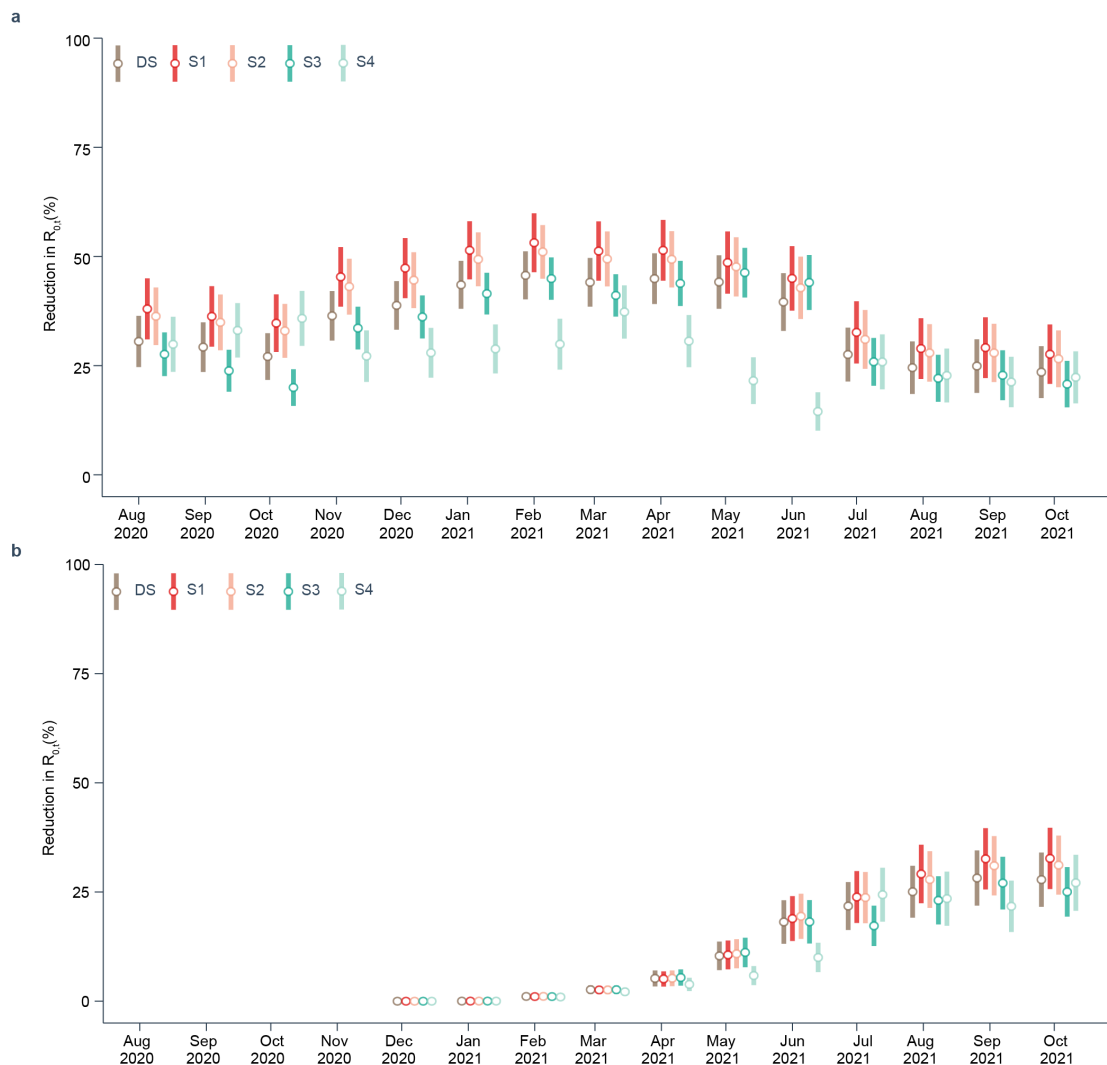 a
100
DS S1 S2 S3 S4
75
Reduction in R0,t(%)
50
25
0
Aug Sep Oct Nov Dec Jan Feb Mar Apr May Jun Jul Aug Sep Oct
2020 2020 2020 2020 2020 2021 2021 2021 2021 2021 2021 2021 2021 2021 2021
b
100
DS S1 S2 S3 S4
75
Reduction in R0,t(%)
50
25
0
Aug Sep Oct Nov Dec Jan Feb Mar Apr May Jun Jul Aug Sep Oct
2020 2020 2020 2020 2020 2021 2021 2021 2021 2021 2021 2021 2021 2021 2021